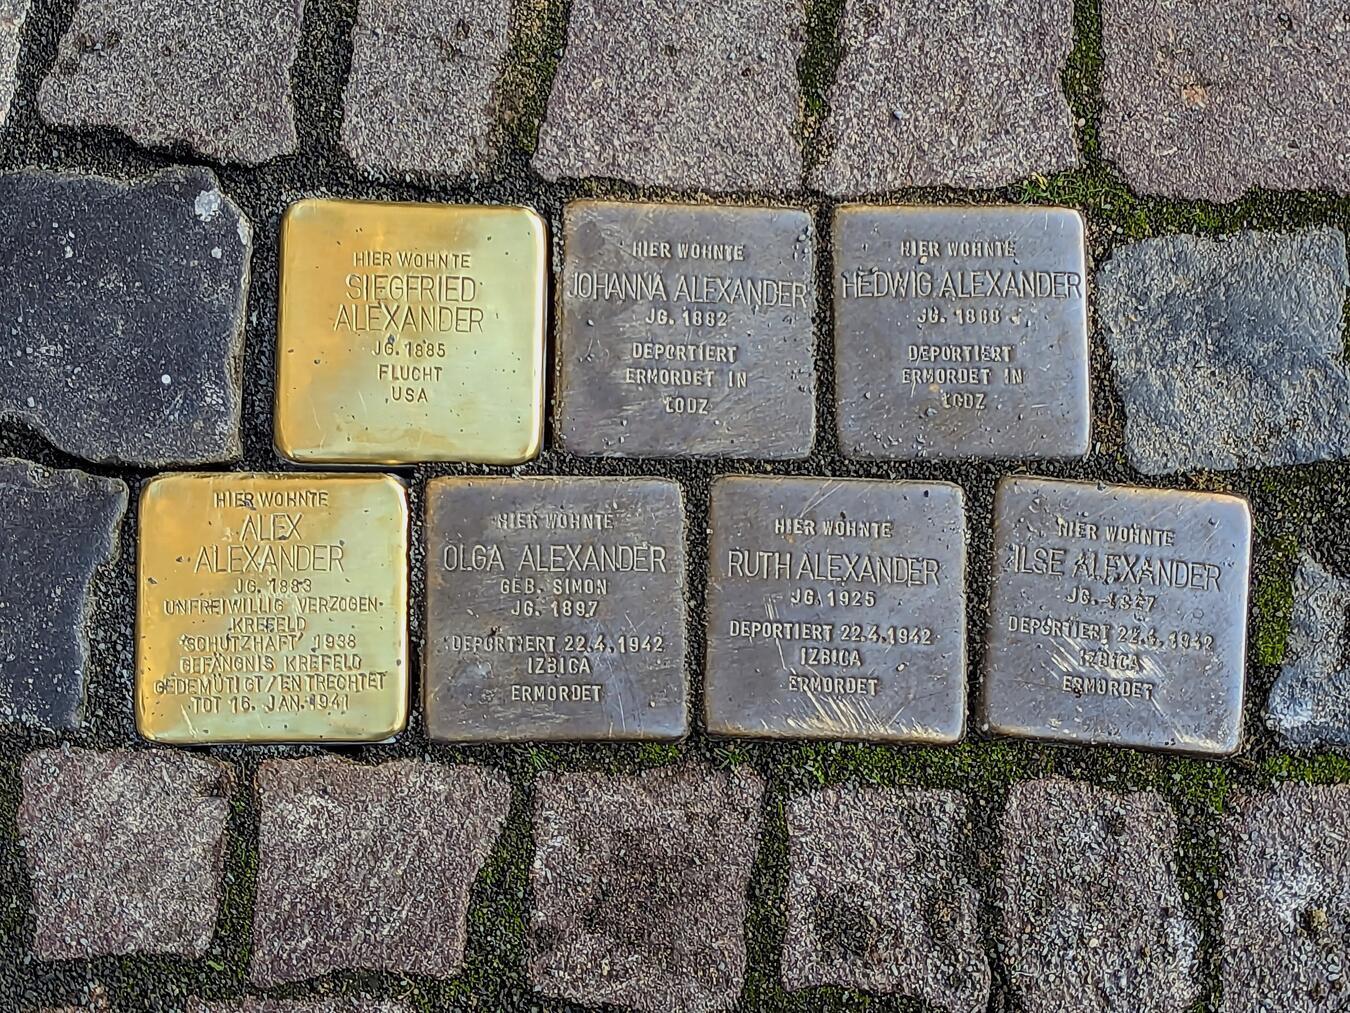 HIER WOHNTE
SIEGFRIED
ALEXANDER
JG. 1885
FLUCHT
USA
HIER WOHNTE
JOHANNA ALEXANDER
JG. 1882
DEPORTIERT
ERMORDET IN
LODZ
HIER WOHNTE
HEDWIG ALEXANDER
JG.
DEPORTIERT
ERMORDET IN
LODZ
HIER WOHNTE
ALEX
ALEXANDER
JG. 1883
UNFREIWILLIG VERZOGEN
KREFELD
'SCHUTZHAFT' 1938
GEFÄNGNIS KREFELD
GEDEMÜTIGT/ENTRECHTET
TOT 16. JAN. 1941
HIER WOHNTE
OLGA ALEXANDER
GEB. SIMON
JG. 1897
DEPORTIERT 22.4.1942
IZBICA
ERMORDET
HIER WOHNTE
RUTH ALEXANDER
JG. 1925
DEPORTIERT 22.4.1942
IZBICA
ERMORDET
HIER WOHNTE
ILSE ALEXANDER
JG. 1927
DEPORTIERT 22.4.1942
IZBICA
ERMORDET